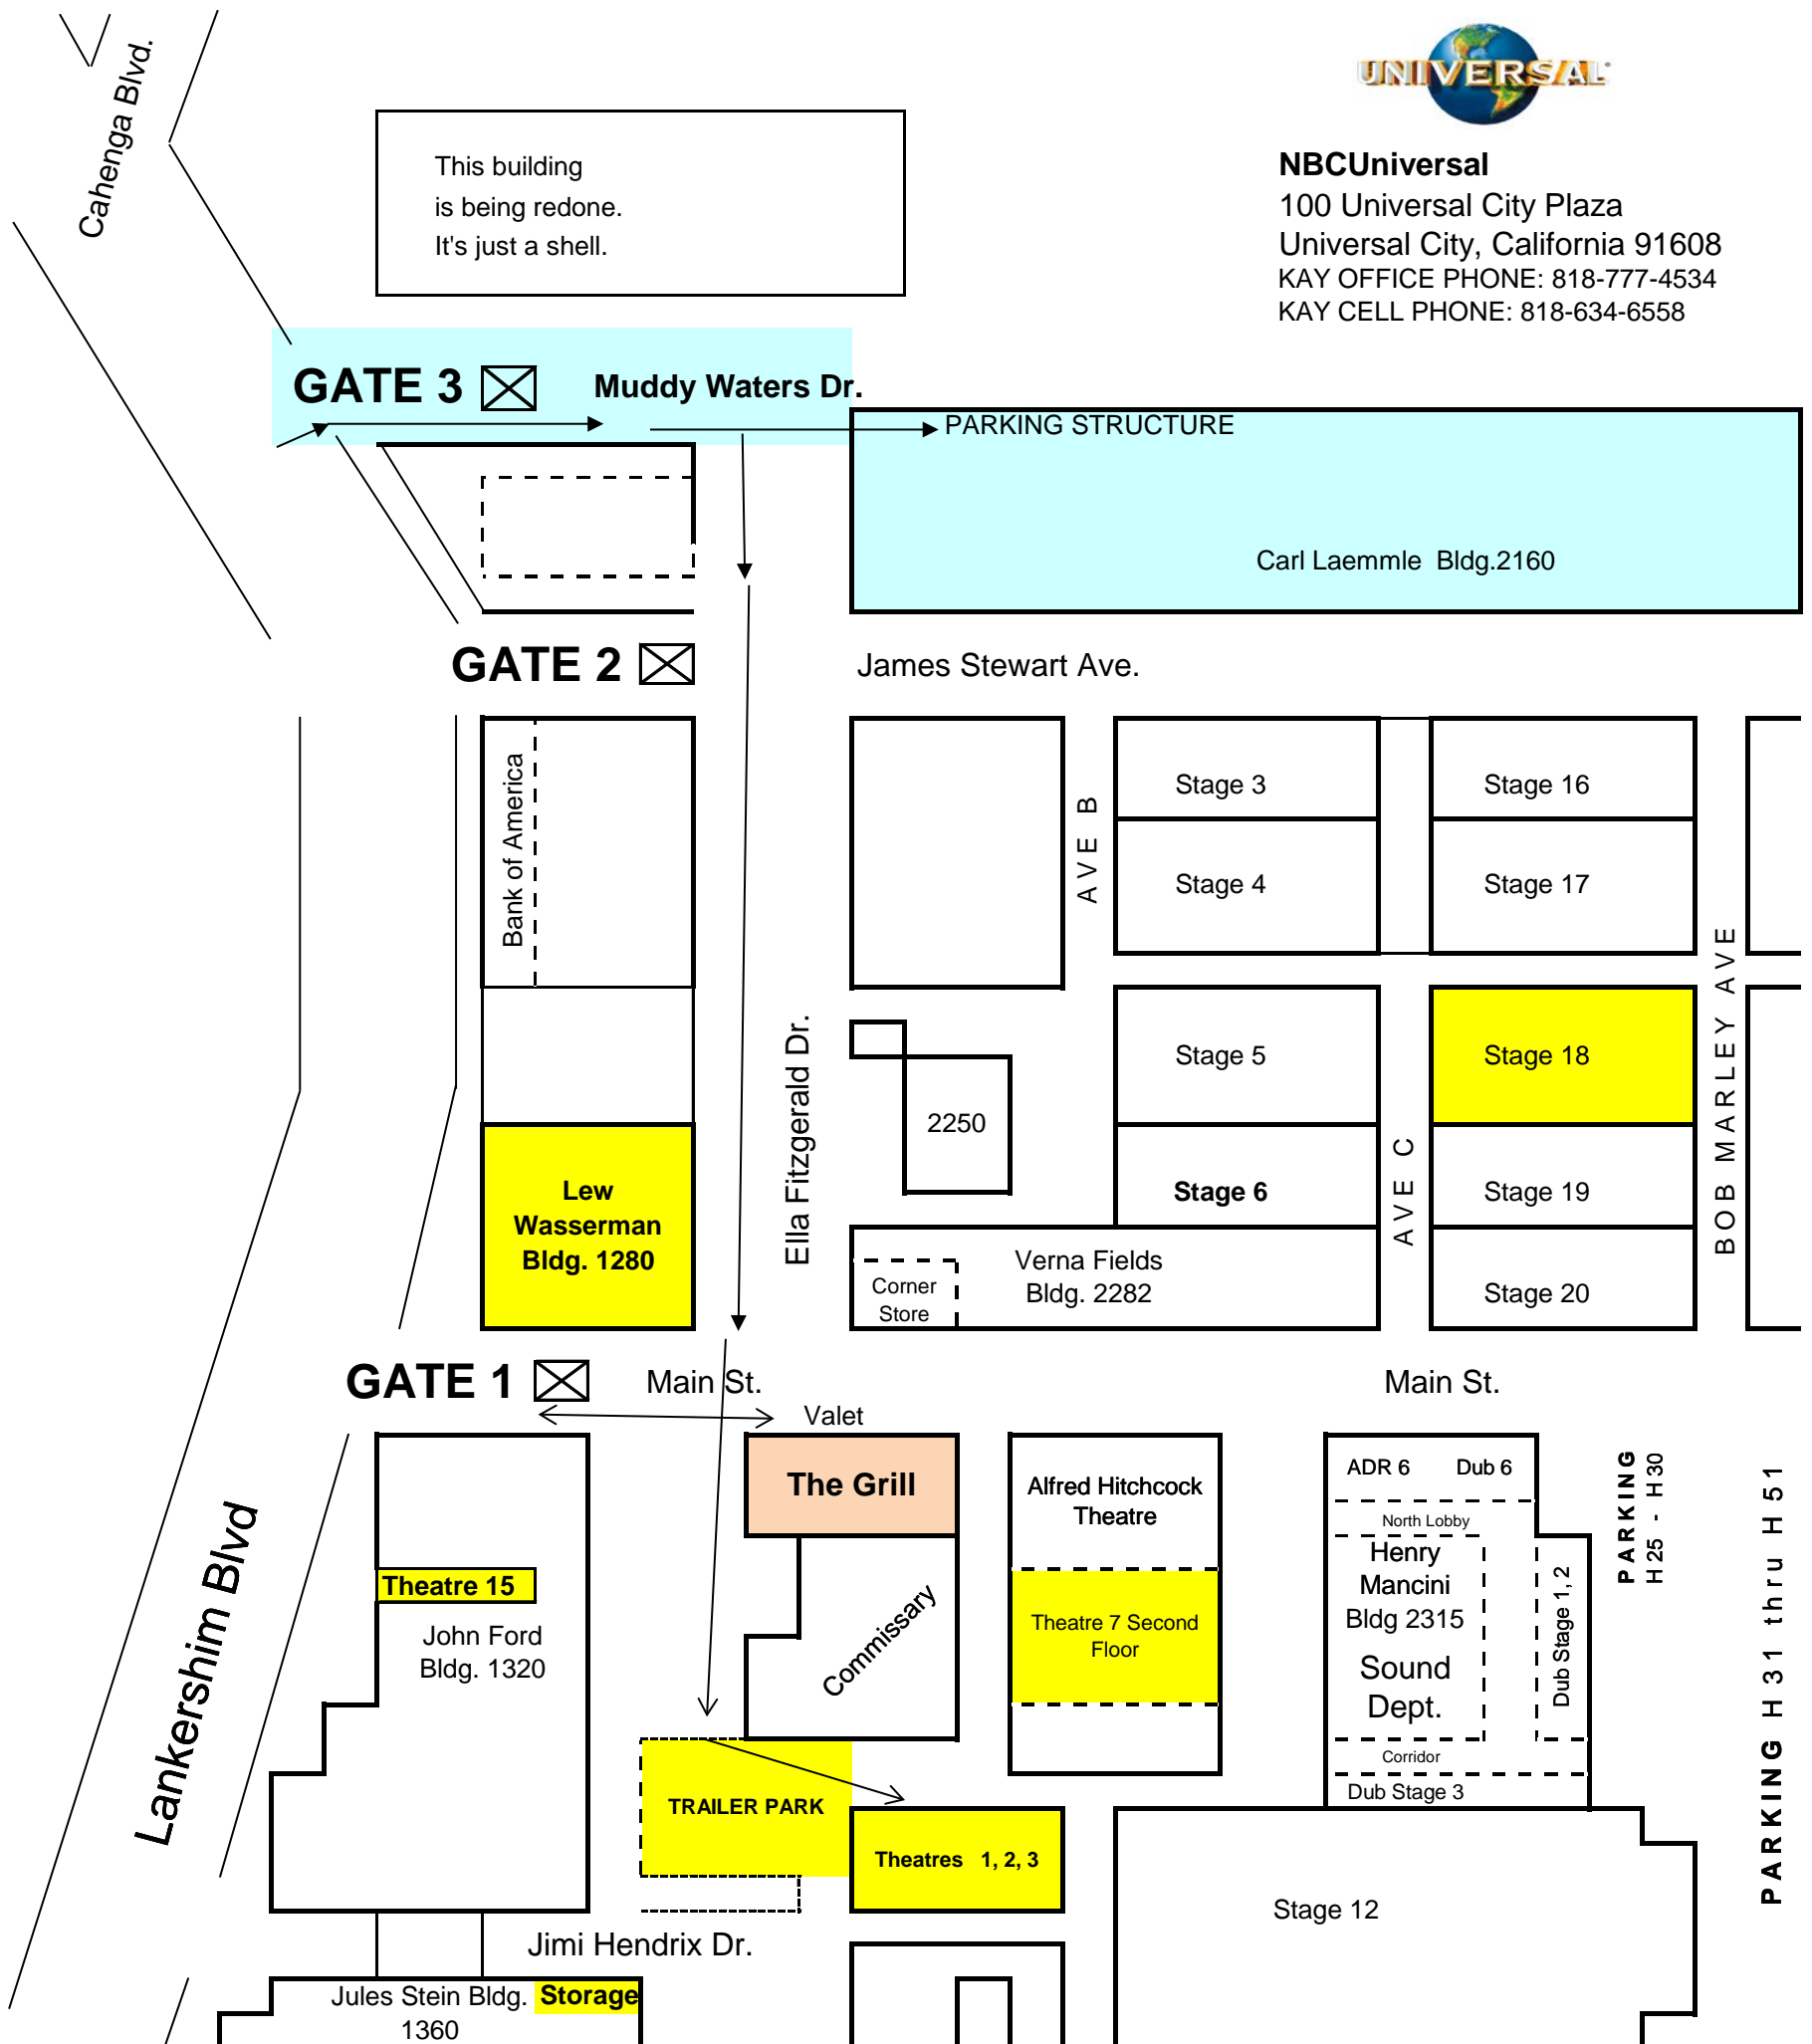 Cahenga Blvd.
UNIVERSAL
This building
is being redone.
It's just a shell.
NBCUniversal
100 Universal City Plaza
Universal City, California 91608
KAY OFFICE PHONE: 818-777-4534
KAY CELL PHONE: 818-634-6558
GATE 3
Muddy Waters Dr.
PARKING STRUCTURE
Carl Laemmle Bldg.2160
GATE 2
James Stewart Ave.
Bank of America
AVE B
Stage 3
Stage 16
Stage 4
Stage 17
BOB MARLEY AVE
Ella Fitzgerald Dr.
Stage 5
Stage 18
2250
AVE C
Lew
Wasserman
Bldg. 1280
Stage 6
Stage 19
Corner
Store
Verna Fields
Bldg. 2282
Stage 20
GATE 1
Main St.
Main St.
Valet
The Grill
Alfred Hitchcock
Theatre
ADR 6
Dub 6
North Lobby
PARKING
H 25 - H 30
PARKING H 31 thru H 51
Lankershim Blvd
Theatre 15
John Ford
Bldg. 1320
Commissary
Theatre 7 Second
Floor
Henry
Mancini
Bldg 2315
Sound
Dept.
Dub Stage 1, 2
Corridor
Dub Stage 3
TRAILER PARK
Theatres 1, 2, 3
Stage 12
Jimi Hendrix Dr.
Jules Stein Bldg.
1360
Storage